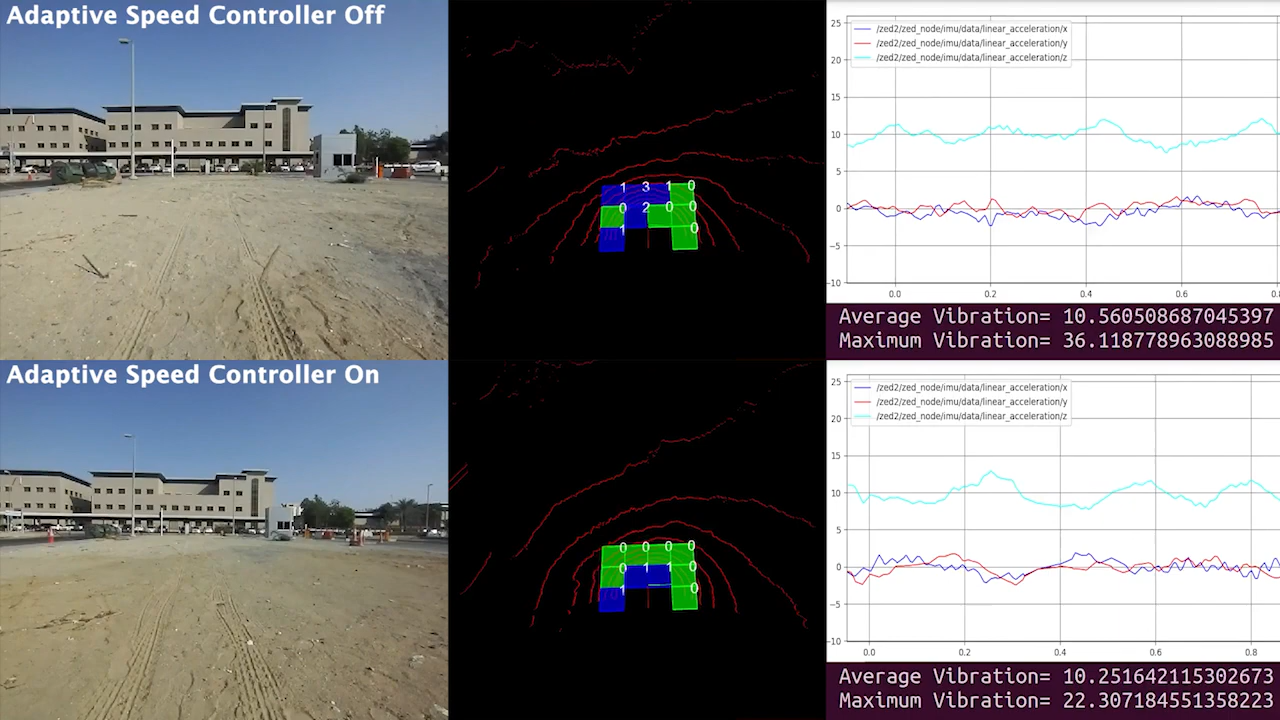 Adaptive Speed Controller Off
1 3 1 0
0 2 0 0
1 0
25
20
15
10
5
0
−5
−10
/zed2/zed_node/imu/data/linear_acceleration/x
/zed2/zed_node/imu/data/linear_acceleration/y
/zed2/zed_node/imu/data/linear_acceleration/z
0.0 0.2 0.4 0.6
Average Vibration= 10.560508687045397
Maximum Vibration= 36.118778963088985
Adaptive Speed Controller On
0 0 0 0
0 1 1 0
1 0
25
20
15
10
5
0
−5
−10
/zed2/zed_node/imu/data/linear_acceleration/x
/zed2/zed_node/imu/data/linear_acceleration/y
/zed2/zed_node/imu/data/linear_acceleration/z
0.0 0.2 0.4 0.6 0.8
Average Vibration= 10.251642115302673
Maximum Vibration= 22.307184551358223